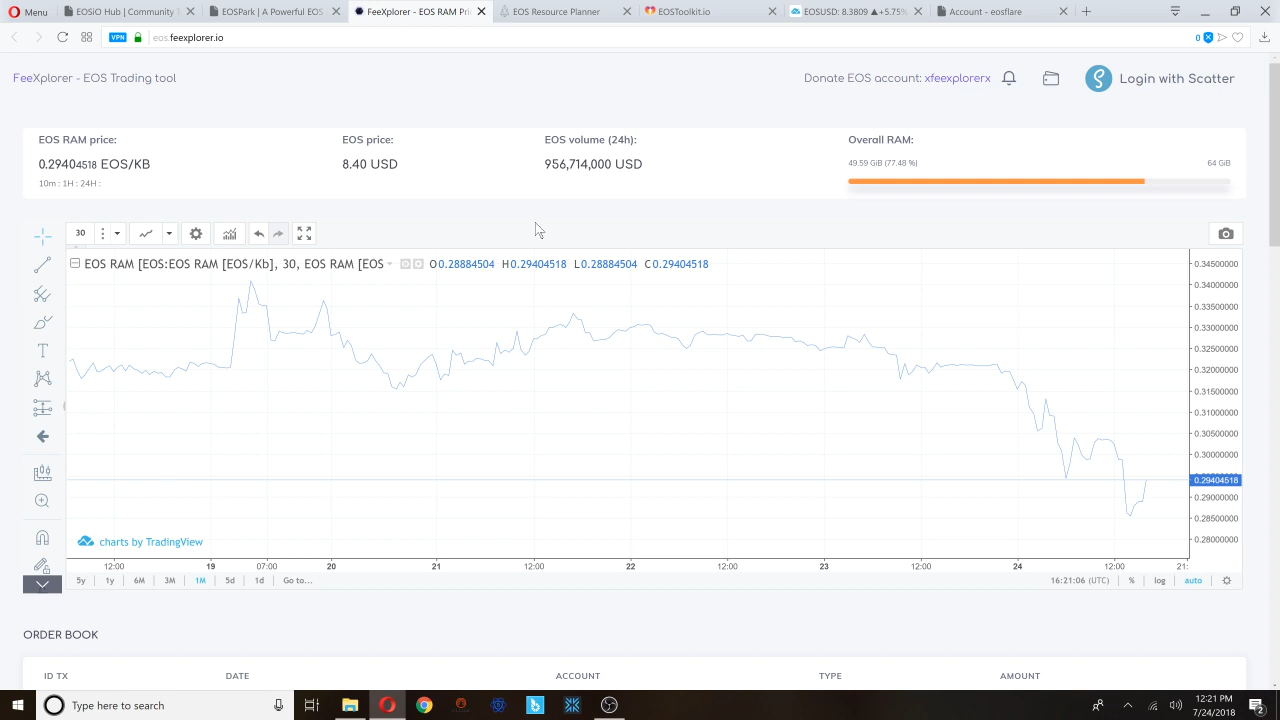 Menu
EOSIO Hub | Community
EOSPark | A Powerful EOS
FeeXplorer - EOS RAM Pri
EOS Resource Planner
EOSToolkit.io
EOSUSD: 8.3809 ▲+5.75%
Account - eosflare
VPN
eos.feexplorer.io
0
FeeXplorer - EOS Trading tool
Donate EOS account: xfeexplorerx
Login with Scatter
EOS RAM price:
EOS price:
EOS volume (24h):
Overall RAM:
0.29404518 EOS/KB
8.40 USD
956,714,000 USD
49.59 GiB (77.48 %)
64 GiB
10m : 1H : 24H :
30
EOS RAM [EOS:EOS RAM [EOS/Kb], 30, EOS RAM [EOS
O0.28884504 H0.29404518 L0.28884504 C0.29404518
0.34500000
0.34000000
0.33500000
0.33000000
0.32500000
0.32000000
0.31500000
0.31000000
0.30500000
0.30000000
0.29404518
0.29000000
0.28500000
0.28000000
charts by TradingView
12:00 19 07:00 20 21 12:00 22 12:00 23 12:00 24 12:00 21:
5y 1y 6M 3M 1M 5d 1d Go to...
16:21:06 (UTC) % log auto
ORDER BOOK
ID TX
DATE
ACCOUNT
TYPE
AMOUNT
Type here to search
12:21 PM
7/24/2018
2